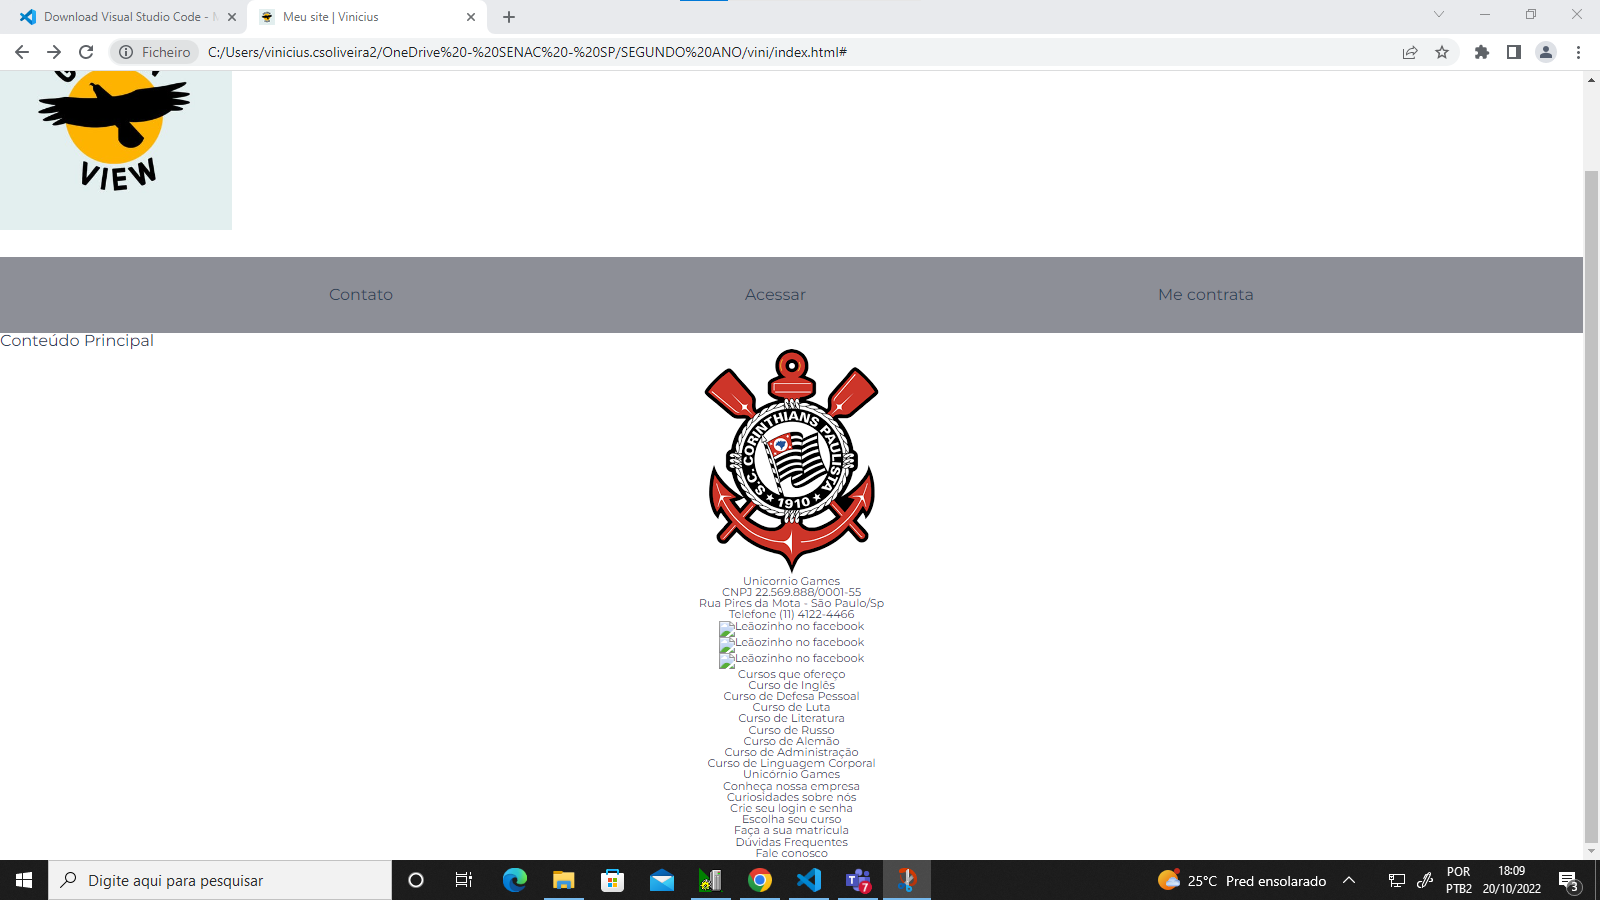 Download Visual Studio Code -
Meu site | Vinicius
Ficheiro
C:/Users/vinicius.csoliveira2/OneDrive%20-%20SENAC%20-%20SP/SEGUNDO%20ANO/vini/index.html#
VIEW
Contato
Acessar
Me contrata
Conteúdo Principal
S.C. CORINTHIANS PAULISTA
1910
Unicornio Games
CNPJ 22.569.888/0001-55
Rua Pires da Mota - São Paulo/Sp
Telefone (11) 4122-4466
Leãozinho no facebook
Leãozinho no facebook
Leãozinho no facebook
Cursos que ofereço
Curso de Inglês
Curso de Defesa Pessoal
Curso de Luta
Curso de Literatura
Curso de Russo
Curso de Alemão
Curso de Administração
Curso de Linguagem Corporal
Unicórnio Games
Conheça nossa empresa
Curiosidades sobre nós
Crie seu login e senha
Escolha seu curso
Faça a sua matricula
Dúvidas Frequentes
Fale conosco
Digite aqui para pesquisar
7
25°C Pred ensolarado
POR
PTB2
18:09
20/10/2022
3